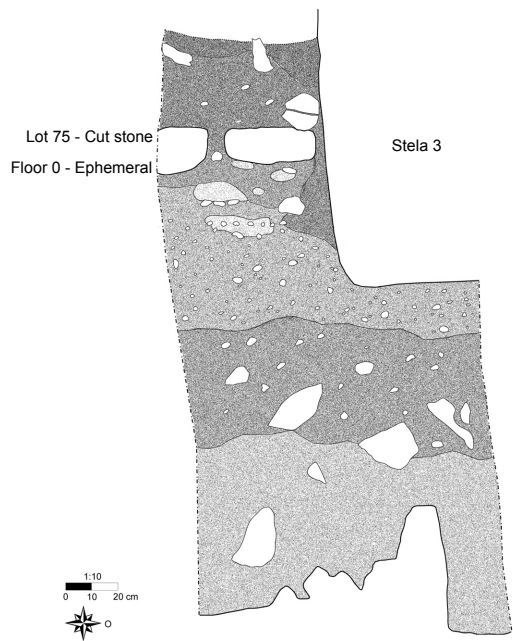 Lot 75 - Cut stone
Stela 3
Floor 0 - Ephemeral
1:10
0 10 20 cm
O